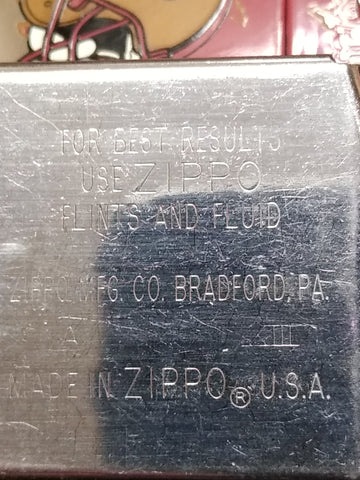 FOR BEST RESULTS
USE ZIPPO
FLINTS AND FLUID
ZIPPO MFG. CO. BRADFORD, PA.
A XIII
MADE IN ZIPPO® U.S.A.